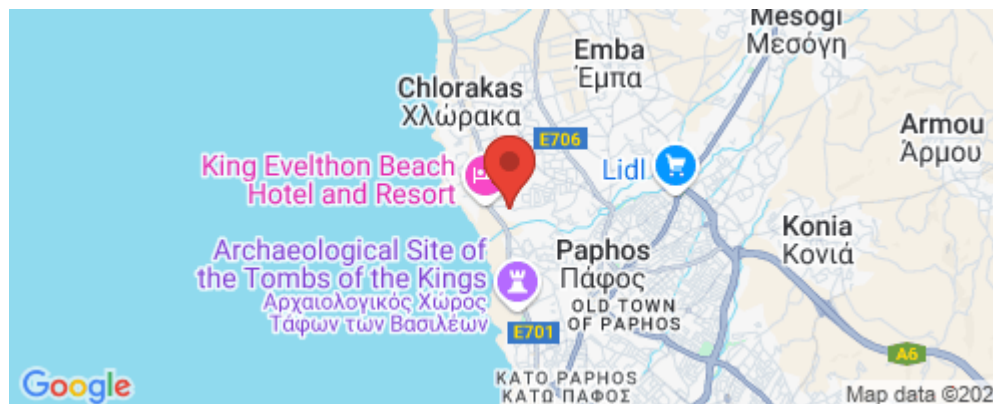 Mesogi
Μεσόγη
Emba
Έμπα
Chlorakas
Χλώρακα
Armou
Άρμου
E706
King Evelthon Beach
Hotel and Resort
Lidl
Konia
Κονιά
Archaeological Site of
the Tombs of the Kings
Αρχαιολογικός Χώρος
Τάφων των Βασιλέων
Paphos
Πάφος
OLD TOWN
OF PAPHOS
E701
A6
KATO PAPHOS
ΚΑΤΩ ΠΑΦΟΣ
Google
Map data ©202